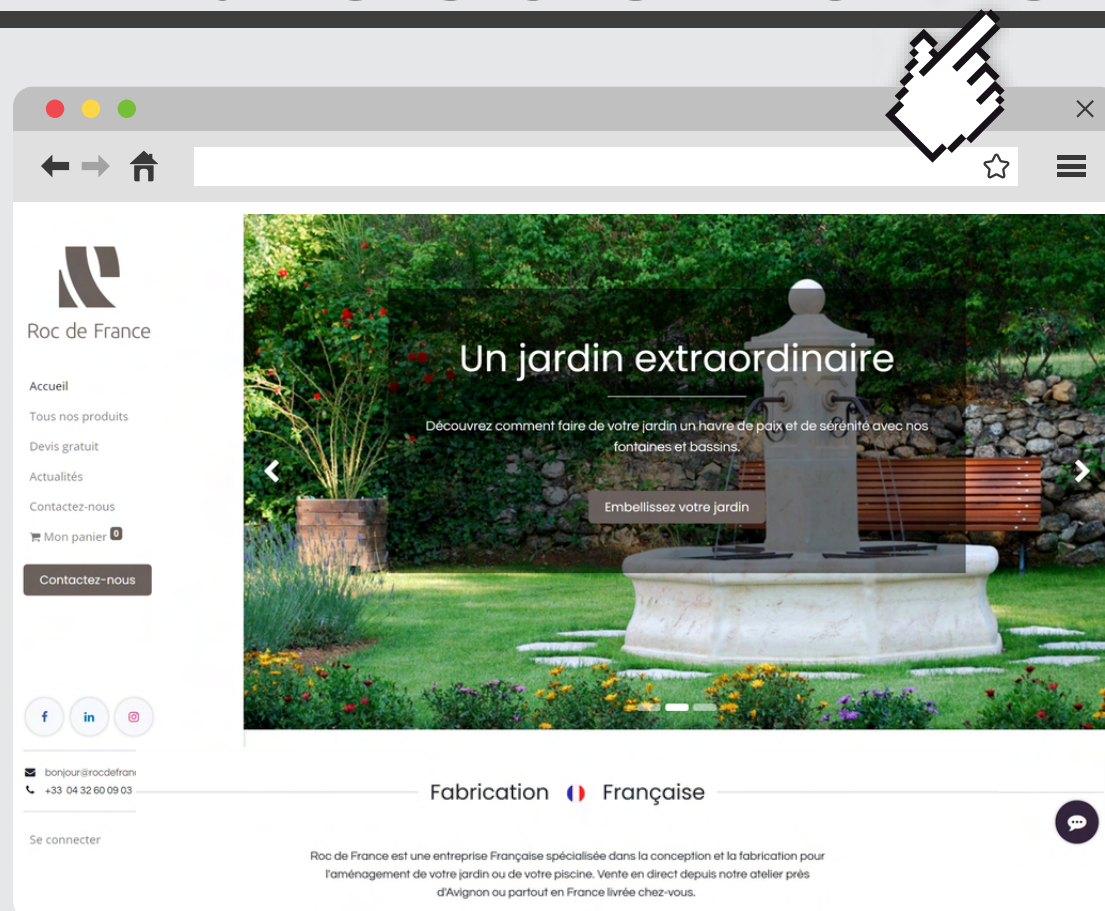 Roc de France
Accueil
Tous nos produits
Devis gratuit
Actualités
Contactez-nous
Mon panier 0
Contactez-nous
f in
bonjour@rocdefranc
+33 04 32 60 09 03
Se connecter
Un jardin extraordinaire
Découvrez comment faire de votre jardin un havre de paix et de sérénité avec nos
fontaines et bassins.
Embellissez votre jardin
Fabrication Française
Roc de France est une entreprise Française spécialisée dans la conception et la fabrication pour
l'aménagement de votre jardin ou de votre piscine. Vente en direct depuis notre atelier près
d'Avignon ou partout en France livrée chez-vous.